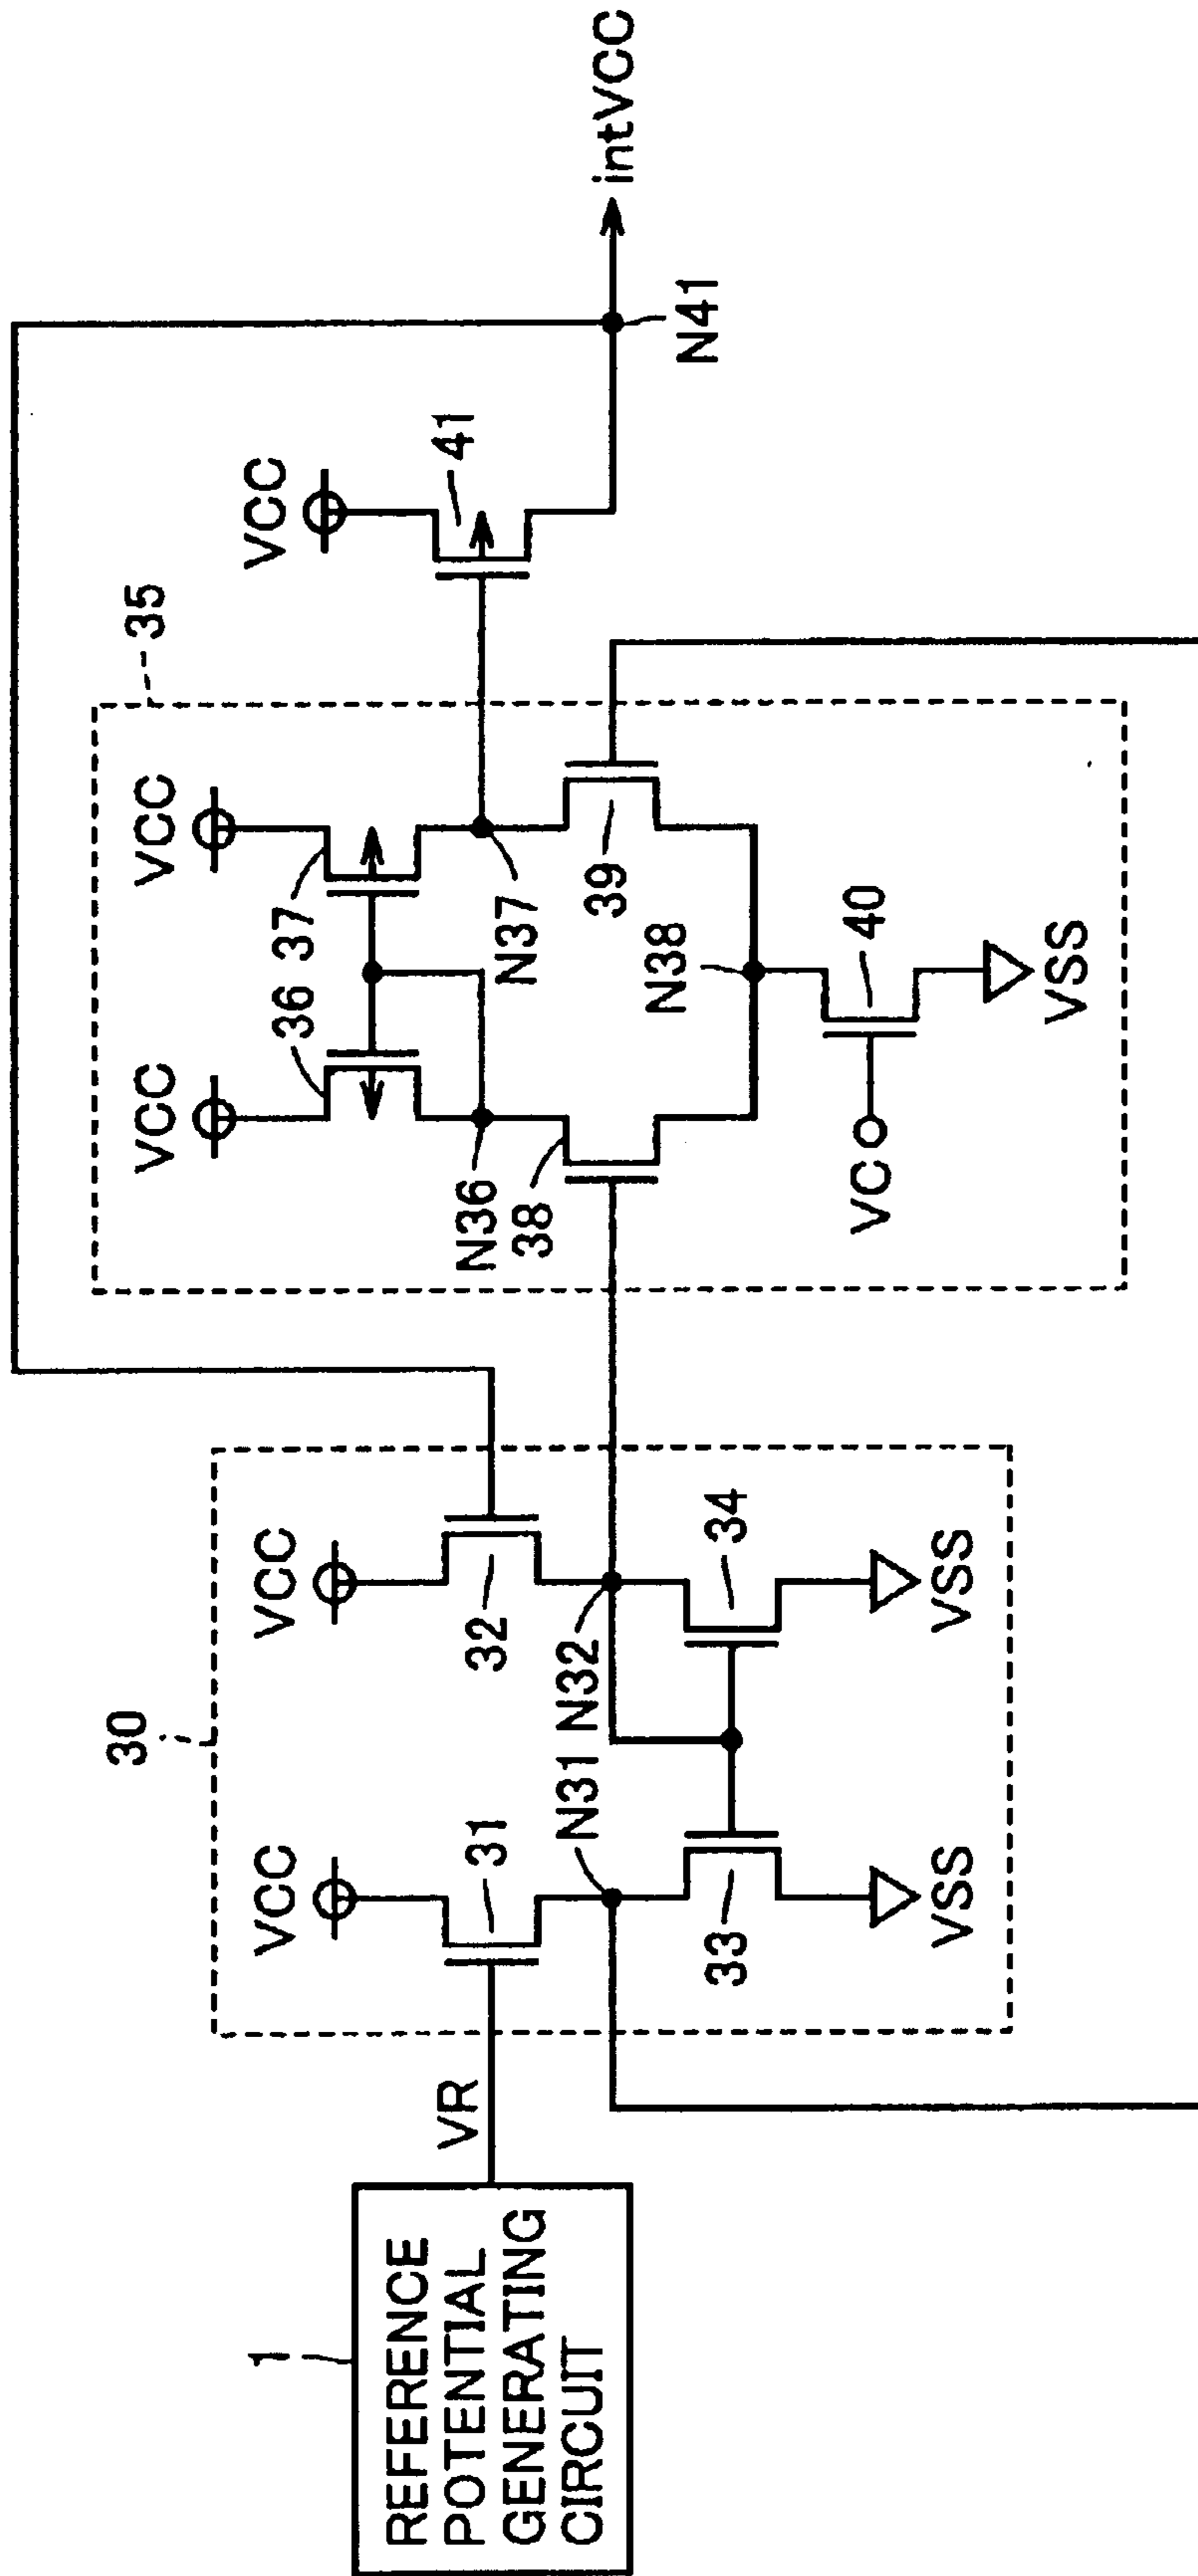 1
REFERENCE
POTENTIAL
GENERATING
CIRCUIT
VR
30
VCC
VCC
31
32
N31
N32
33
34
VSS
VSS
35
VCC
VCC
36
37
N36
N37
38
39
N38
VC
40
VSS
VCC
41
N41
intVCC